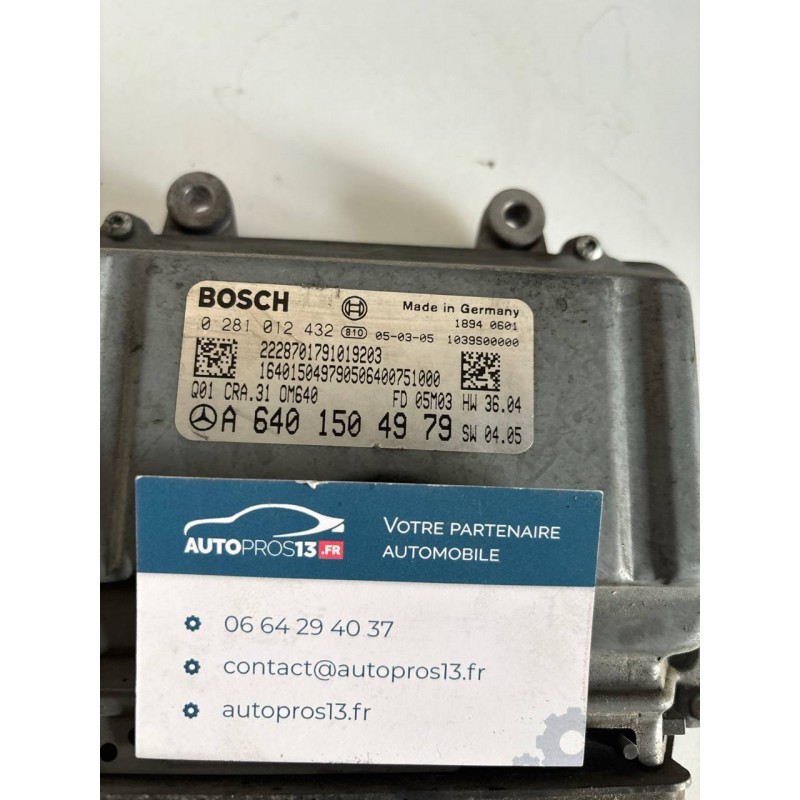 BOSCH
Made in Germany
0 281 012 432 810 05-03-05
1894 0601
1039S00000
2228701791019203
164015049790506400751000
Q01 CRA.31 OM640 FD 05M03 HW 36.04
A 640 150 49 79 SW 04.05
AUTOPROS13.FR
VOTRE PARTENAIRE
AUTOMOBILE
06 64 29 40 37
contact@autopros13.fr
autopros13.fr